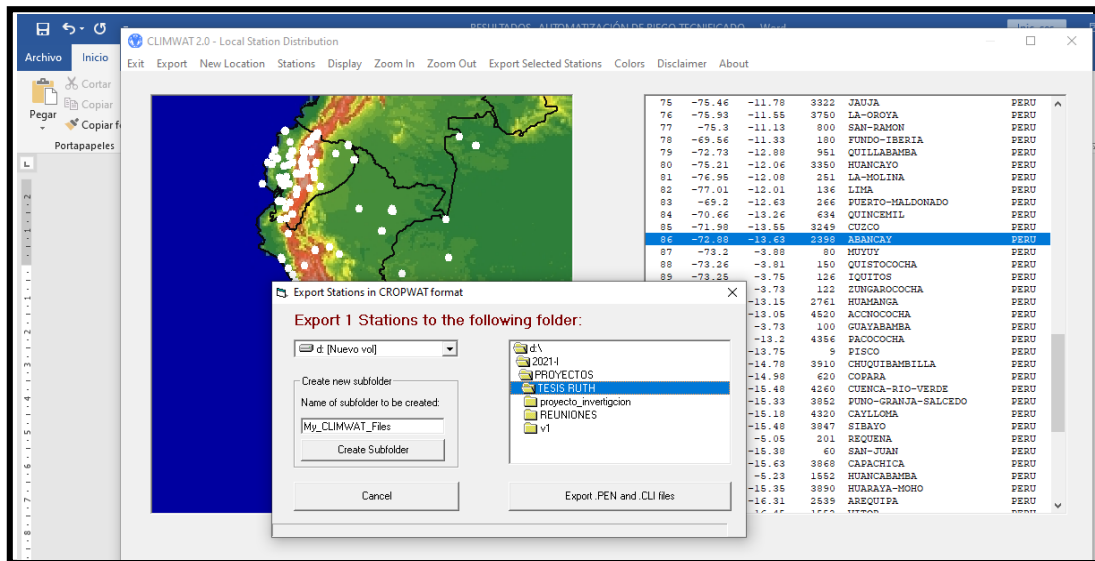 RESULTADOS - AUTOMATIZACIÓN DE RIEGO TECNIFICADO - Word
Archivo Inicio
Cortar
Copiar
Copiar f
Pegar
Portapapeles
CLIMWAT 2.0 - Local Station Distribution
Exit Export New Location Stations Display Zoom In Zoom Out Export Selected Stations Colors Disclaimer About
75 -75.46 -11.78 3322 JAUJA PERU
76 -75.93 -11.55 3750 LA-OROYA PERU
77 -75.3 -11.13 800 SAN-RAMON PERU
78 -69.56 -11.33 180 FUNDO-IBERIA PERU
79 -72.73 -12.88 951 QUILLABAMBA PERU
80 -75.21 -12.06 3350 HUANCAYO PERU
81 -76.95 -12.08 251 LA-MOLINA PERU
82 -77.01 -12.01 136 LIMA PERU
83 -69.2 -12.63 266 PUERTO-MALDONADO PERU
84 -70.66 -13.26 634 QUINCEMIL PERU
85 -71.98 -13.55 3249 CUZCO PERU
86 -72.88 -13.63 2398 ABANCAY PERU
87 -73.2 -3.88 80 MUYUY PERU
88 -73.26 -3.81 150 QUISTOCOCHA PERU
89 -73.25 -3.75 126 IQUITOS PERU
-3.73 122 ZUNGAROCOCHA PERU
-13.15 2761 HUAMANGA PERU
-13.05 4520 ACCNOCOCHA PERU
-3.73 100 GUAYABAMBA PERU
-13.2 4356 PACOCOCHA PERU
-13.75 9 PISCO PERU
-14.78 3910 CHUQUIBAMBILLA PERU
-14.98 620 COPARA PERU
-15.48 4260 CUENCA-RIO-VERDE PERU
-15.33 3852 PUNO-GRANJA-SALCEDO PERU
-15.18 4320 CAYLLOMA PERU
-15.48 3847 SIBAYO PERU
-5.05 201 REQUENA PERU
-15.38 60 SAN-JUAN PERU
-15.63 3868 CAPACHICA PERU
-5.23 1552 HUANCABAMBA PERU
-15.35 3890 HUARAYA-MOHO PERU
-16.31 2539 AREQUIPA PERU
Export Stations in CROPWAT format
Export 1 Stations to the following folder:
d: [Nuevo vol]
Create new subfolder
Name of subfolder to be created:
My_CLIMWAT_Files
Create Subfolder
d:\
2021-I
PROYECTOS
TESIS RUTH
proyecto_invertigcion
REUNIONES
v1
Cancel
Export .PEN and .CLI files